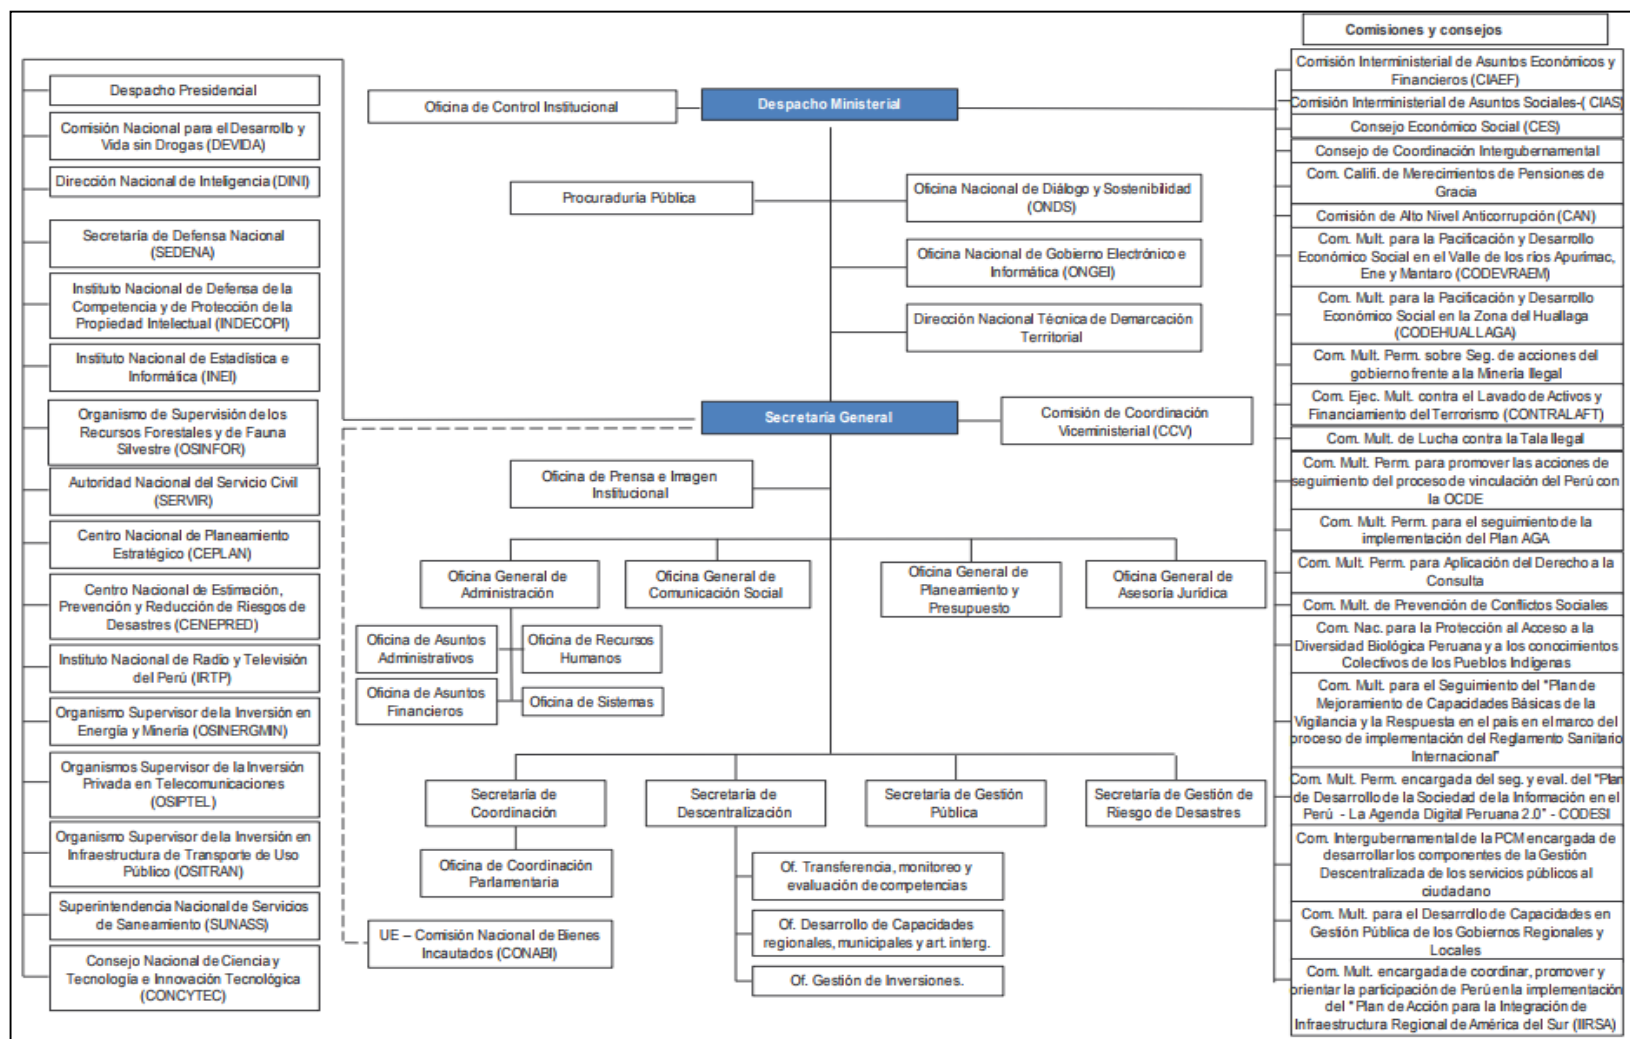 Comisiones y consejos
Despacho Presidencial
Comisión Nacional para el Desarrollo y
Vida sin Drogas (DEVIDA)
Dirección Nacional de Inteligencia (DINI)
Secretaría de Defensa Nacional
(SEDENA)
Instituto Nacional de Defensa de la
Competencia y de Protección de la
Propiedad Intelectual (INDECOPI)
Instituto Nacional de Estadística e
Informática (INEI)
Organismo de Supervisión de los
Recursos Forestales y de Fauna
Silvestre (OSINFOR)
Autoridad Nacional del Servicio Civil
(SERVIR)
Centro Nacional de Planeamiento
Estratégico (CEPLAN)
Centro Nacional de Estimación,
Prevención y Reducción de Riesgos de
Desastres (CENEPRED)
Instituto Nacional de Radio y Televisión
del Perú (IRTP)
Organismo Supervisor de la Inversión en
Energía y Minería (OSINERGMIN)
Organismos Supervisor de la Inversión
Privada en Telecomunicaciones
(OSIPTEL)
Organismo Supervisor de la Inversión en
Infraestructura de Transporte de Uso
Público (OSITRAN)
Superintendencia Nacional de Servicios
de Saneamiento (SUNASS)
Consejo Nacional de Ciencia y
Tecnología e Innovación Tecnológica
(CONCYTEC)
Oficina de Control Institucional
Despacho Ministerial
Procuraduría Pública
Oficina Nacional de Diálogo y Sostenibilidad
(ONDS)
Oficina Nacional de Gobierno Electrónico e
Informática (ONGEI)
Dirección Nacional Técnica de Demarcación
Territorial
Secretaría General
Comisión de Coordinación
Viceministerial (CCV)
Oficina de Prensa e Imagen
Institucional
Oficina General de
Administración
Oficina General de
Comunicación Social
Oficina General de
Planeamiento y
Presupuesto
Oficina General de
Asesoría Jurídica
Oficina de Asuntos
Administrativos
Oficina de Recursos
Humanos
Oficina de Asuntos
Financieros
Oficina de Sistemas
Secretaría de
Coordinación
Secretaría de
Descentralización
Secretaría de Gestión
Pública
Secretaría de Gestión de
Riesgo de Desastres
Oficina de Coordinación
Parlamentaria
Of. Transferencia, monitoreo y
evaluación de competencias
UE – Comisión Nacional de Bienes
Incautados (CONABI)
Of. Desarrollo de Capacidades
regionales, municipales y art. interg.
Of. Gestión de Inversiones.
Comisión Interministerial de Asuntos Económicos y
Financieros (CIAEF)
Comisión Interministerial de Asuntos Sociales-( CIAS)
Consejo Económico Social (CES)
Consejo de Coordinación Intergubernamental
Com. Califi. de Merecimientos de Pensiones de
Gracia
Comisión de Alto Nivel Anticorrupción (CAN)
Com. Mult. para la Pacificación y Desarrollo
Económico Social en el Valle de los ríos Apurímac,
Ene y Mantaro (CODEVRAEM)
Com. Mult. para la Pacificación y Desarrollo
Económico Social en la Zona del Huallaga
(CODEHUALLAGA)
Com. Mult. Perm. sobre Seg. de acciones del
gobierno frente a la Minería Ilegal
Com. Ejec. Mult. contra el Lavado de Activos y
Financiamiento del Terrorismo (CONTRALAFT)
Com. Mult. de Lucha contra la Tala Ilegal
Com. Mult. Perm. para promover las acciones de
seguimiento del proceso de vinculación del Perú con
la OCDE
Com. Mult. Perm. para el seguimiento de la
implementación del Plan AGA
Com. Mult. Perm. para Aplicación del Derecho a la
Consulta
Com. Mult. de Prevención de Conflictos Sociales
Com. Nac. para la Protección al Acceso a la
Diversidad Biológica Peruana y a los conocimientos
Colectivos de los Pueblos Indígenas
Com. Mult. para el Seguimiento del "Plan de
Mejoramiento de Capacidades Básicas de la
Vigilancia y la Respuesta en el país en el marco del
proceso de implementación del Reglamento Sanitario
Internacional"
Com. Mult. Perm. encargada del seg. y eval. del "Plan
de Desarrollo de la Sociedad de la Información en el
Perú - La Agenda Digital Peruana 2.0" - CODESI
Com. Intergubernamental de la PCM encargada de
desarrollar los componentes de la Gestión
Descentralizada de los servicios públicos al
ciudadano
Com. Mult. para el Desarrollo de Capacidades en
Gestión Pública de los Gobiernos Regionales y
Locales
Com. Mult. encargada de coordinar, promover y
orientar la participación de Perú en la implementación
del " Plan de Acción para la Integración de
Infraestructura Regional de América del Sur (IIRSA)